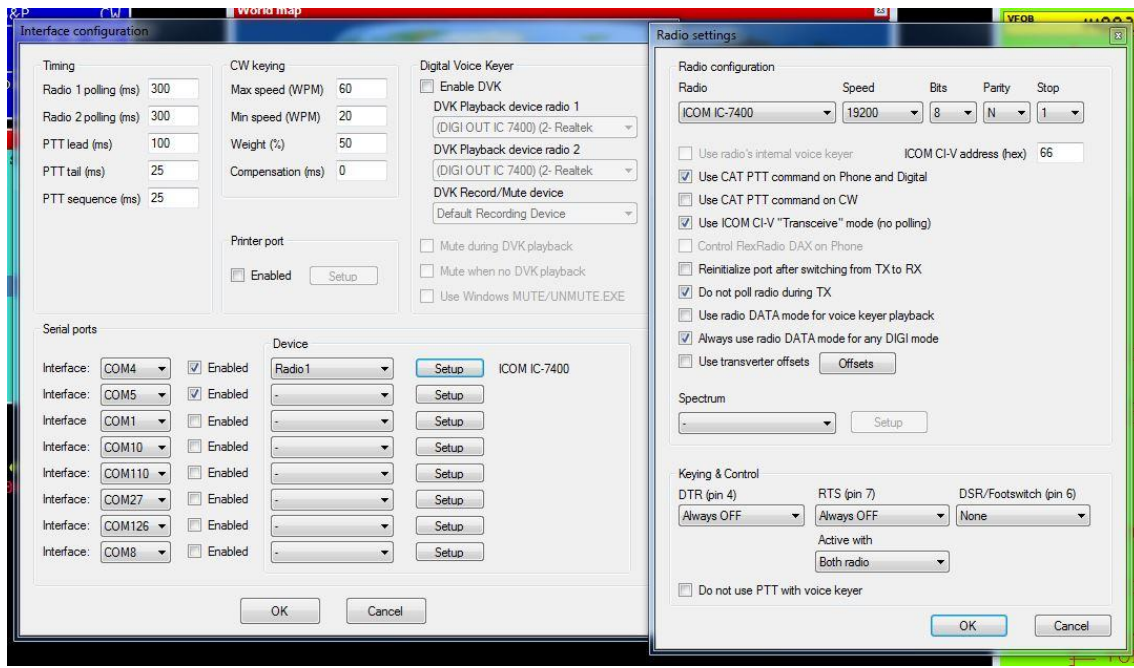 S&P CW
World map
VFOB
Interface configuration
Timing
Radio 1 polling (ms) 300
Radio 2 polling (ms) 300
PTT lead (ms) 100
PTT tail (ms) 25
PTT sequence (ms) 25
CW keying
Max speed (WPM) 60
Min speed (WPM) 20
Weight (%) 50
Compensation (ms) 0
Printer port
Enabled Setup
Digital Voice Keyer
Enable DVK
DVK Playback device radio 1
(DIGI OUT IC 7400) (2- Realtek
DVK Playback device radio 2
(DIGI OUT IC 7400) (2- Realtek
DVK Record/Mute device
Default Recording Device
Mute during DVK playback
Mute when no DVK playback
Use Windows MUTE/UNMUTE.EXE
Serial ports
Device
Interface: COM4 Enabled Radio1 Setup ICOM IC-7400
Interface: COM5 Enabled - Setup
Interface COM1 Enabled - Setup
Interface: COM10 Enabled - Setup
Interface: COM110 Enabled - Setup
Interface: COM27 Enabled - Setup
Interface: COM126 Enabled - Setup
Interface: COM8 Enabled - Setup
OK Cancel
Radio settings
Radio configuration
Radio Speed Bits Parity Stop
ICOM IC-7400 19200 8 N 1
Use radio's internal voice keyer ICOM CI-V address (hex) 66
Use CAT PTT command on Phone and Digital
Use CAT PTT command on CW
Use ICOM CI-V "Transceive" mode (no polling)
Control FlexRadio DAX on Phone
Reinitialize port after switching from TX to RX
Do not poll radio during TX
Use radio DATA mode for voice keyer playback
Always use radio DATA mode for any DIGI mode
Use transverter offsets Offsets
Spectrum
- Setup
Keying & Control
DTR (pin 4) RTS (pin 7) DSR/Footswitch (pin 6)
Always OFF Always OFF None
Active with
Both radio
Do not use PTT with voice keyer
OK Cancel